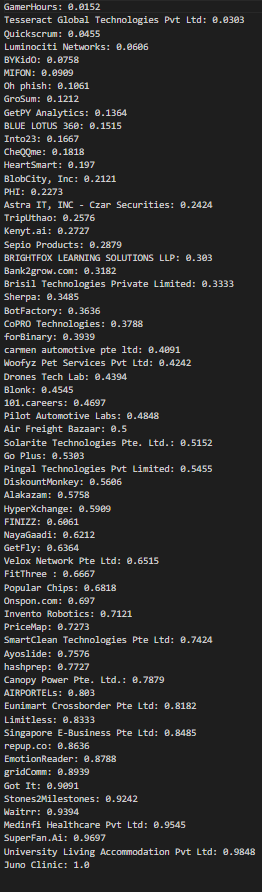 GamerHours: 0.0152
Tesseract Global Technologies Pvt Ltd: 0.0303
Quickscrum: 0.0455
Luminociti Networks: 0.0606
BYKidO: 0.0758
MIFON: 0.0909
Oh phish: 0.1061
GroSum: 0.1212
GetPY Analytics: 0.1364
BLUE LOTUS 360: 0.1515
Into23: 0.1667
CheQQme: 0.1818
HeartSmart: 0.197
BlobCity, Inc: 0.2121
PHI: 0.2273
Astra IT, INC - Czar Securities: 0.2424
TripUthao: 0.2576
Kenyt.ai: 0.2727
Sepio Products: 0.2879
BRIGHTFOX LEARNING SOLUTIONS LLP: 0.303
Bank2grow.com: 0.3182
Brisil Technologies Private Limited: 0.3333
Sherpa: 0.3485
BotFactory: 0.3636
CoPRO Technologies: 0.3788
forBinary: 0.3939
carmen automotive pte ltd: 0.4091
Woofyz Pet Services Pvt Ltd: 0.4242
Drones Tech Lab: 0.4394
Blonk: 0.4545
101.careers: 0.4697
Pilot Automotive Labs: 0.4848
Air Freight Bazaar: 0.5
Solarite Technologies Pte. Ltd.: 0.5152
Go Plus: 0.5303
Pingal Technologies Pvt Limited: 0.5455
DiskountMonkey: 0.5606
Alakazam: 0.5758
HyperXchange: 0.5909
FINIZZ: 0.6061
NayaGaadi: 0.6212
GetFly: 0.6364
Velox Network Pte Ltd: 0.6515
FitThree : 0.6667
Popular Chips: 0.6818
Onspon.com: 0.697
Invento Robotics: 0.7121
PriceMap: 0.7273
SmartClean Technologies Pte Ltd: 0.7424
Ayoslide: 0.7576
hashprep: 0.7727
Canopy Power Pte. Ltd.: 0.7879
AIRPORTELs: 0.803
Eunimart Crossborder Pte Ltd: 0.8182
Limitless: 0.8333
Singapore E-Business Pte Ltd: 0.8485
repup.co: 0.8636
EmotionReader: 0.8788
gridComm: 0.8939
Got It: 0.9091
Stones2Milestones: 0.9242
Waitrr: 0.9394
Medinfi Healthcare Pvt Ltd: 0.9545
SuperFan.Ai: 0.9697
University Living Accommodation Pvt Ltd: 0.9848
Juno Clinic: 1.0